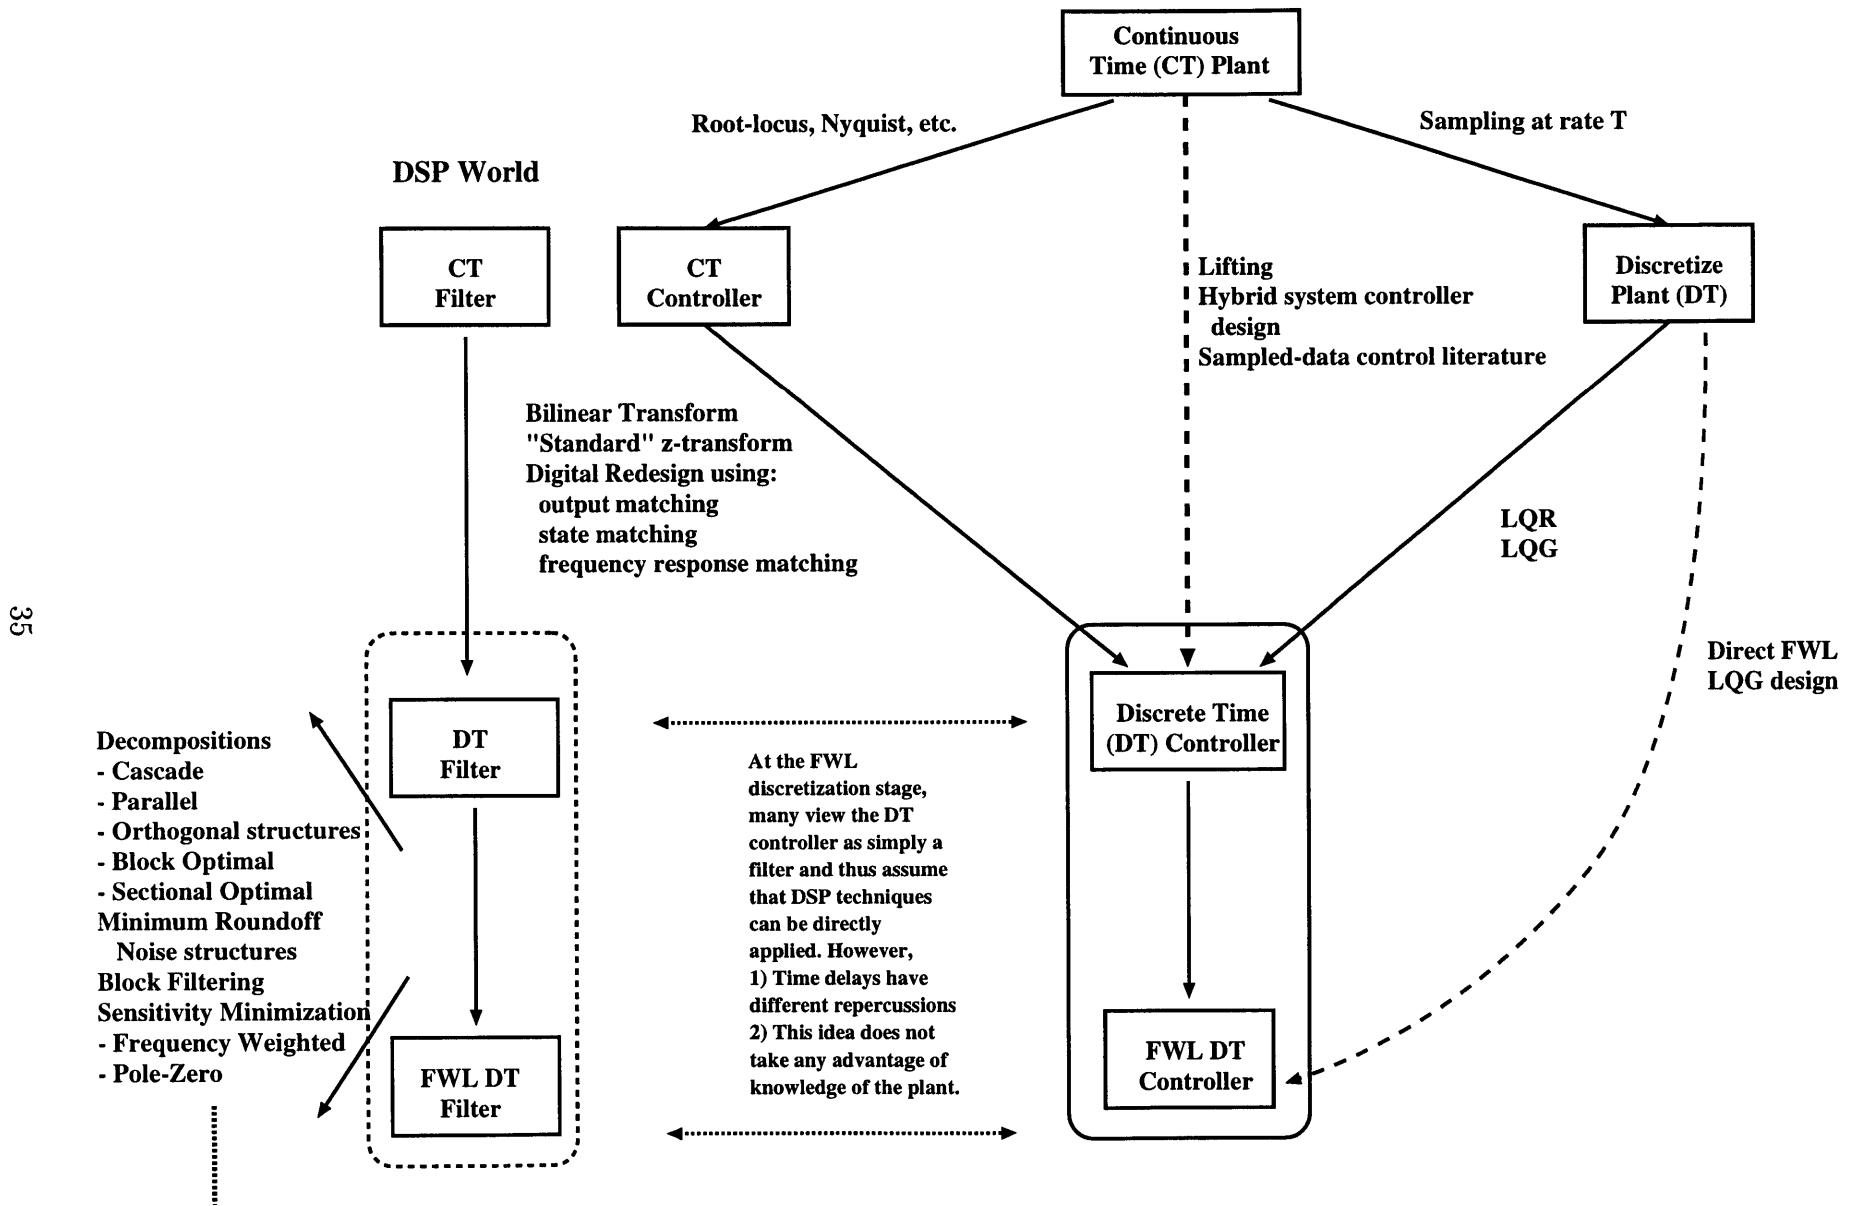 Continuous
Time (CT) Plant
Root-locus, Nyquist, etc.
Sampling at rate T
DSP World
CT
Filter
CT
Controller
Lifting
Hybrid system controller
design
Sampled-data control literature
Discretize
Plant (DT)
Bilinear Transform
"Standard" z-transform
Digital Redesign using:
output matching
state matching
frequency response matching
LQR
LQG
35
Direct FWL
LQG design
Decompositions
- Cascade
- Parallel
- Orthogonal structures
- Block Optimal
- Sectional Optimal
Minimum Roundoff
Noise structures
Block Filtering
Sensitivity Minimization
- Frequency Weighted
- Pole-Zero
DT
Filter
FWL DT
Filter
At the FWL
discretization stage,
many view the DT
controller as simply a
filter and thus assume
that DSP techniques
can be directly
applied. However,
1) Time delays have
different repercussions
2) This idea does not
take any advantage of
knowledge of the plant.
Discrete Time
(DT) Controller
FWL DT
Controller